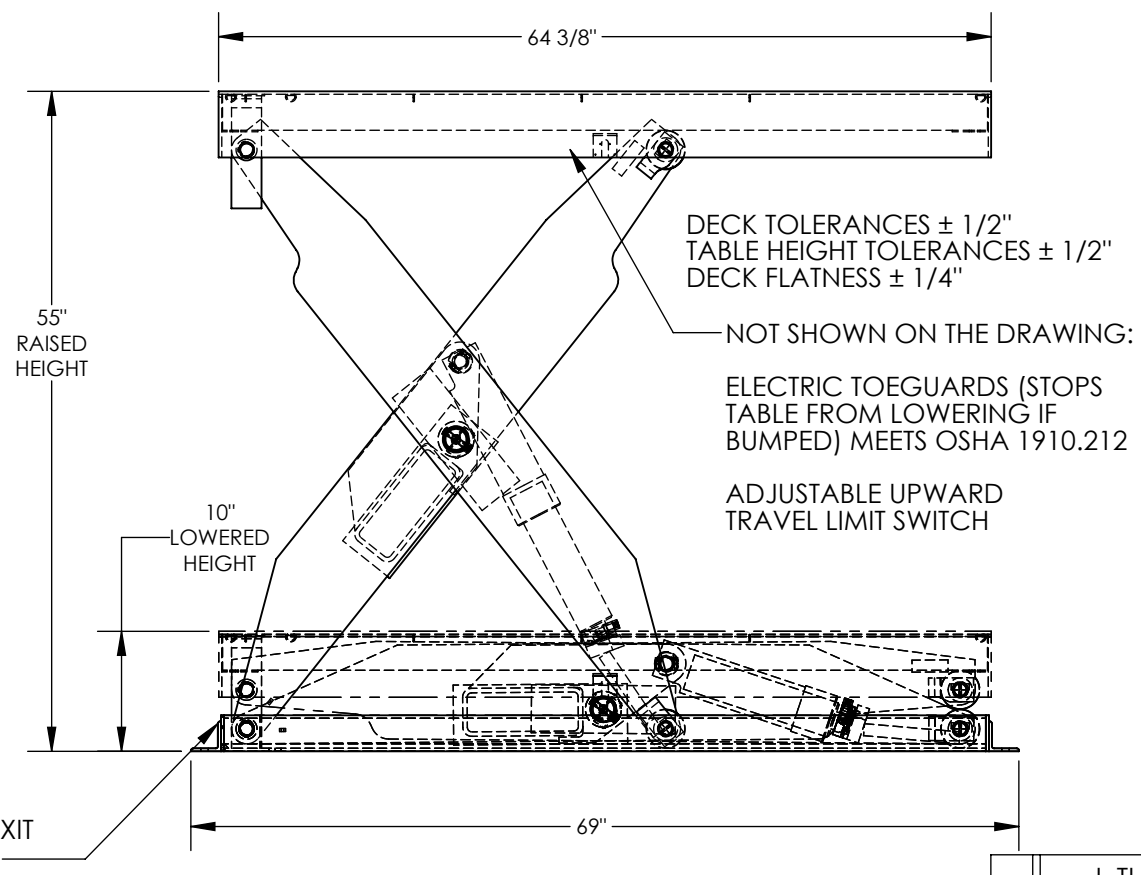 64 3/8"
DECK TOLERANCES ± 1/2"
TABLE HEIGHT TOLERANCES ± 1/2"
DECK FLATNESS ± 1/4"
55"
RAISED
HEIGHT
NOT SHOWN ON THE DRAWING:
ELECTRIC TOEGUARDS (STOPS
TABLE FROM LOWERING IF
BUMPED) MEETS OSHA 1910.212
ADJUSTABLE UPWARD
TRAVEL LIMIT SWITCH
10"
LOWERED
HEIGHT
XIT
69"